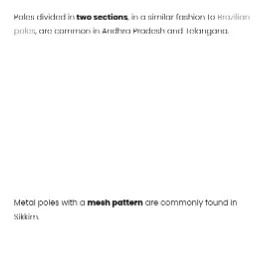 Poles divided in two sections, in a similar fashion to Brazilian
poles, are common in Andhra Pradesh and Telangana.
Metal poles with a mesh pattern are commonly found in
Sikkim.